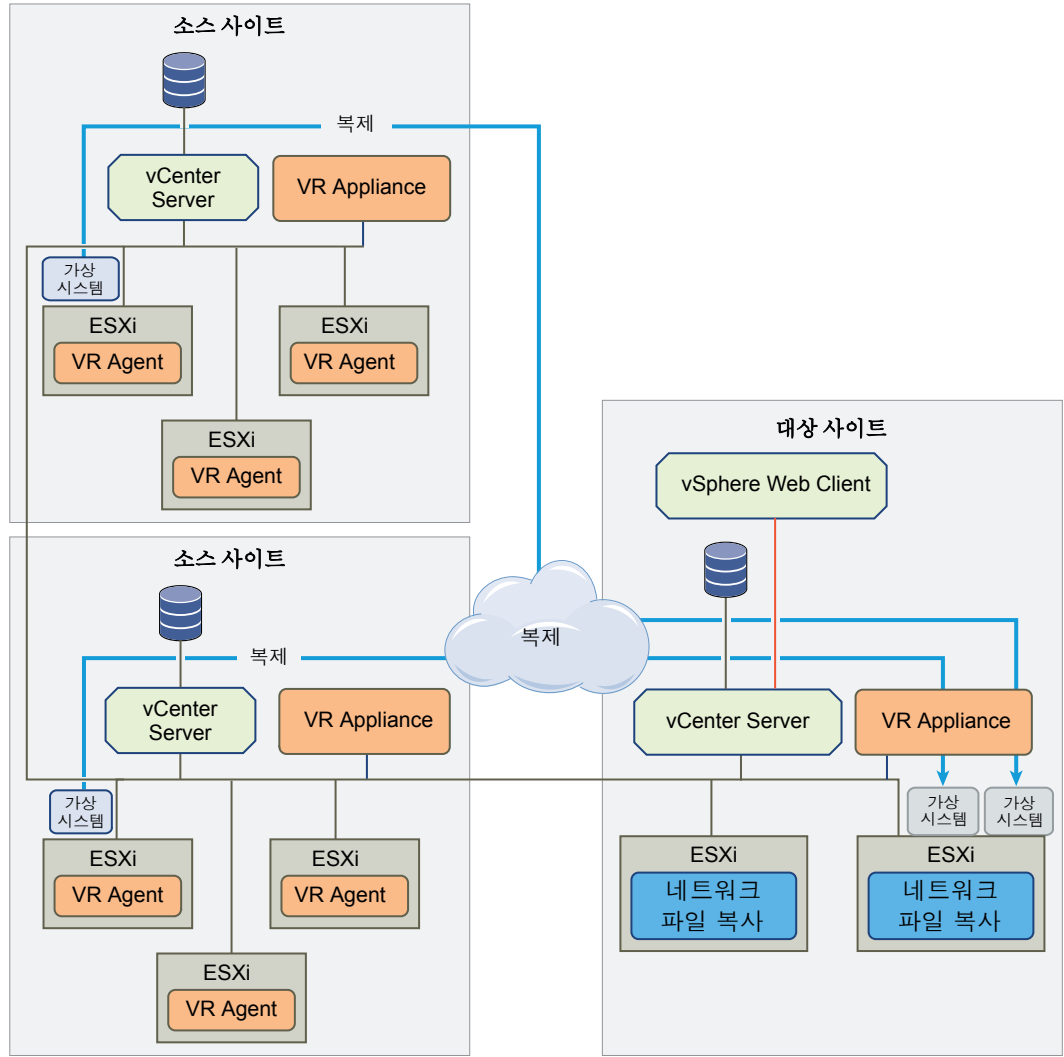 소스 사이트
복제
vCenter
Server
VR Appliance
가상
시스템
ESXi
VR Agent
ESXi
VR Agent
ESXi
VR Agent
소스 사이트
복제
vCenter
Server
VR Appliance
가상
시스템
ESXi
VR Agent
ESXi
VR Agent
ESXi
VR Agent
복제
대상 사이트
vSphere Web Client
vCenter Server
VR Appliance
가상
시스템
가상
시스템
ESXi
네트워크
파일 복사
ESXi
네트워크
파일 복사